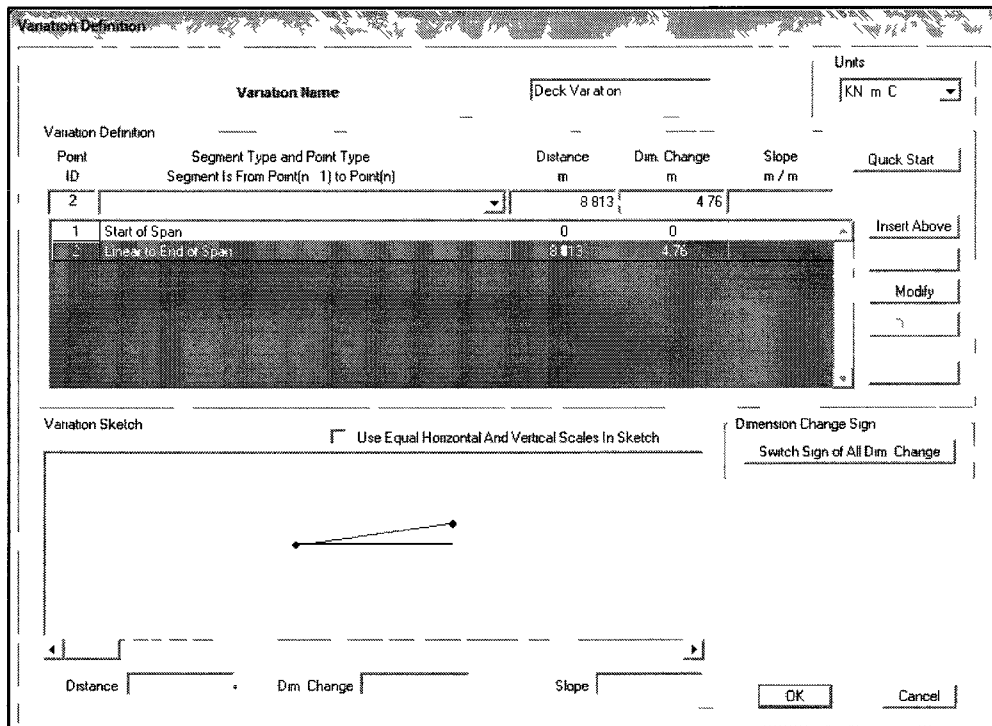 Variation Definition
Units
Variation Name
Deck Variaton
KN m C
Variation Definition
Point ID
Segment Type and Point Type
Segment Is From Point(n 1) to Point(n)
Distance m
Dim. Change m
Slope m / m
Quick Start
2
8 813
4 76
1 Start of Span 0 0
Insert Above
2 Linear to End of Span 8 813 4.76
Modify
Variation Sketch
Use Equal Horizontal And Vertical Scales In Sketch
Dimension Change Sign
Switch Sign of All Dim Change
Distance
Dim Change
Slope
OK
Cancel